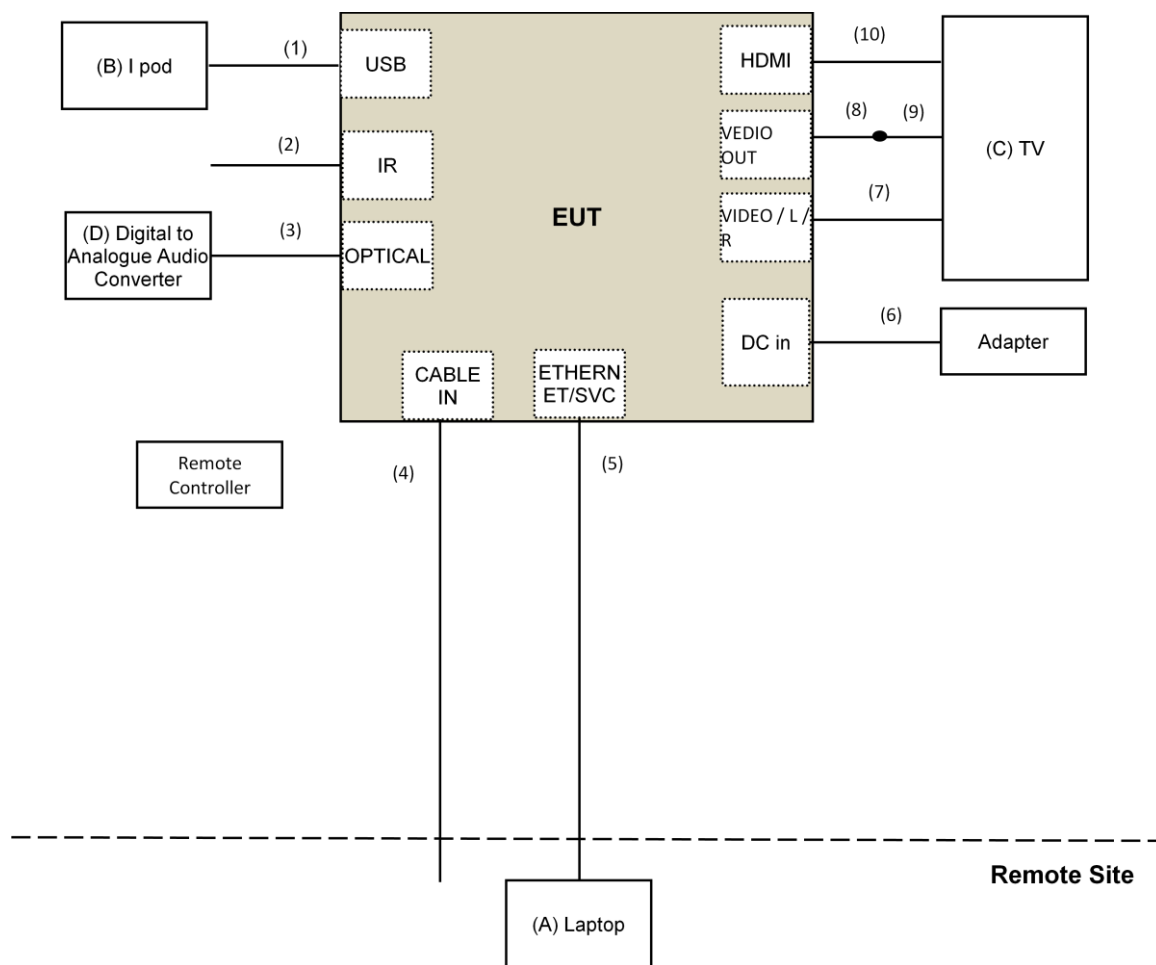 (B) I pod
(1)
USB
(2)
IR
(D) Digital to
Analogue Audio
Converter
(3)
OPTICAL
EUT
HDMI
(10)
VEDIO
OUT
(8)
(9)
(C) TV
VIDEO / L /
R
(7)
DC in
(6)
Adapter
CABLE
IN
ETHERN
ET/SVC
Remote
Controller
(4)
(5)
Remote Site
(A) Laptop